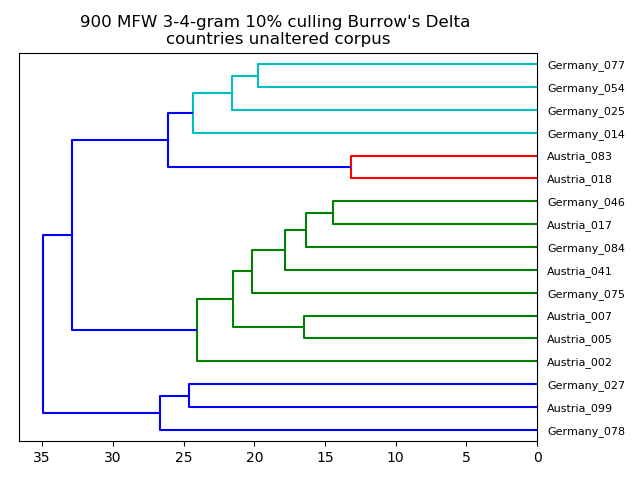 900 MFW 3-4-gram 10% culling Burrow's Delta
countries unaltered corpus
Germany_077
Germany_054
Germany_025
Germany_014
Austria_083
Austria_018
Germany_046
Austria_017
Germany_084
Austria_041
Germany_075
Austria_007
Austria_005
Austria_002
Germany_027
Austria_099
Germany_078
35 30 25 20 15 10 5 0